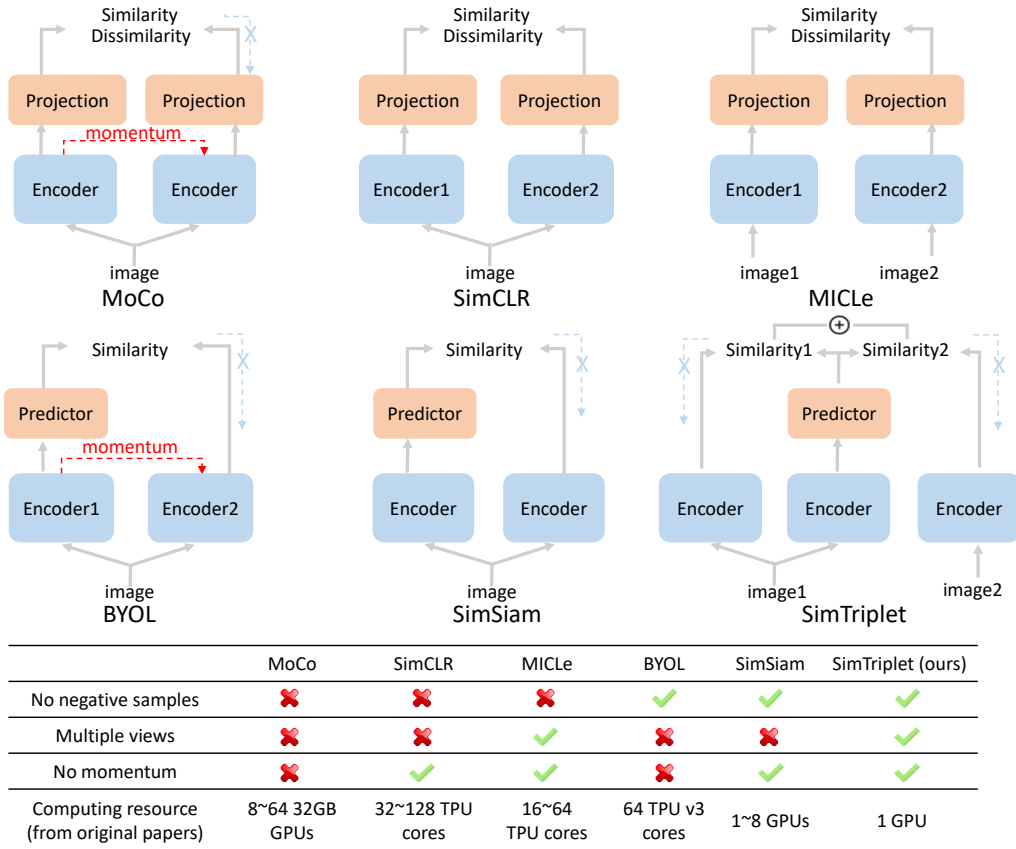 Similarity
Dissimilarity
X
Projection
Projection
momentum
Encoder
Encoder
image
MoCo
Similarity
Dissimilarity
Projection
Projection
Encoder1
Encoder2
image
SimCLR
Similarity
Dissimilarity
Projection
Projection
Encoder1
Encoder2
image1
image2
MICLe
Similarity
X
Predictor
momentum
Encoder1
Encoder2
image
BYOL
Similarity
X
Predictor
Encoder
Encoder
image
SimSiam
+
X
Similarity1
Similarity2
X
Predictor
Encoder
Encoder
Encoder
image1
image2
SimTriplet
MoCo SimCLR MICLe BYOL SimSiam SimTriplet (ours)
No negative samples
Multiple views
No momentum
Computing resource
(from original papers)
8~64 32GB
GPUs
32~128 TPU
cores
16~64
TPU cores
64 TPU v3
cores
1~8 GPUs
1 GPU